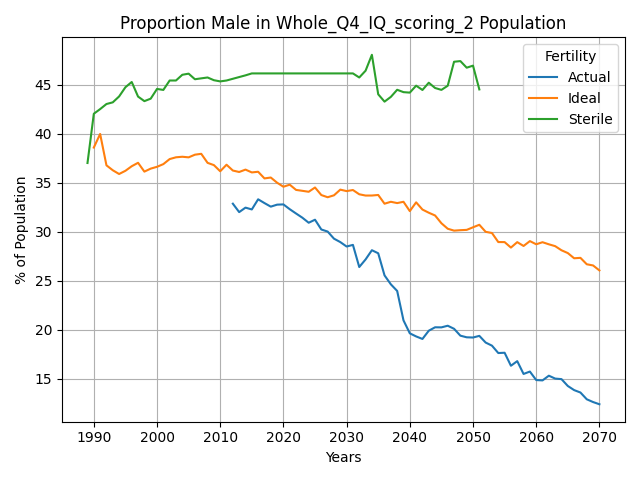 Proportion Male in Whole_Q4_IQ_scoring_2 Population
Fertility
Actual
Ideal
Sterile
% of Population
45
40
35
30
25
20
15
1990 2000 2010 2020 2030 2040 2050 2060 2070
Years